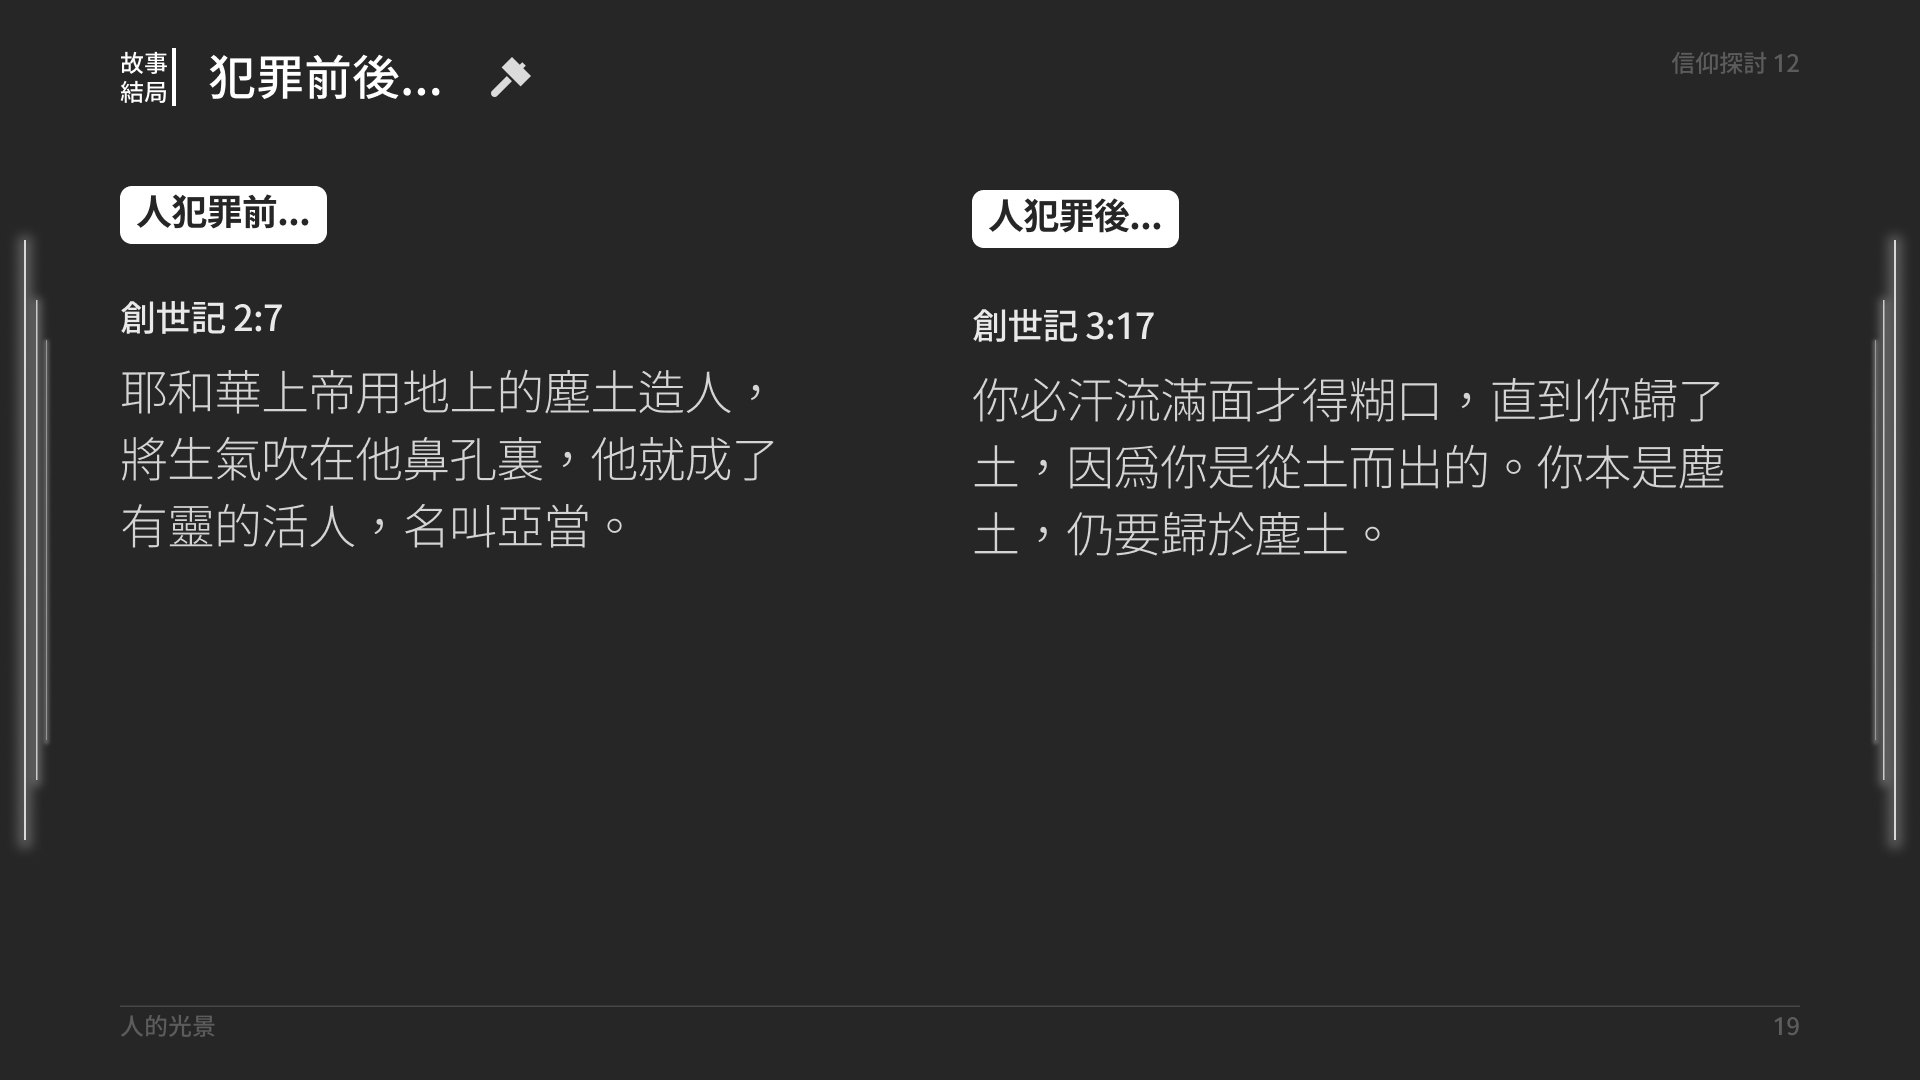 故事
結局
犯罪前後...
信仰探討 12
人犯罪前...
創世記 2:7
耶和華上帝用地上的塵土造人，
將生氣吹在他鼻孔裏，他就成了
有靈的活人，名叫亞當。
人犯罪後...
創世記 3:17
你必汗流滿面才得糊口，直到你歸了
土，因爲你是從土而出的。你本是塵
土，仍要歸於塵土。
人的光景
19